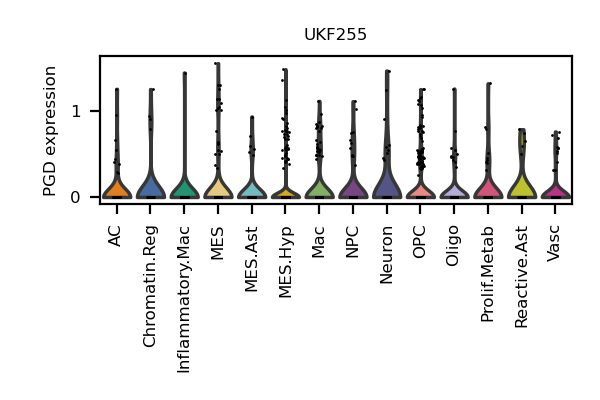 UKF255
PGD expression
1
0
AC
Chromatin.Reg
Inflammatory.Mac
MES
MES.Ast
MES.Hyp
Mac
NPC
Neuron
OPC
Oligo
Prolif.Metab
Reactive.Ast
Vasc